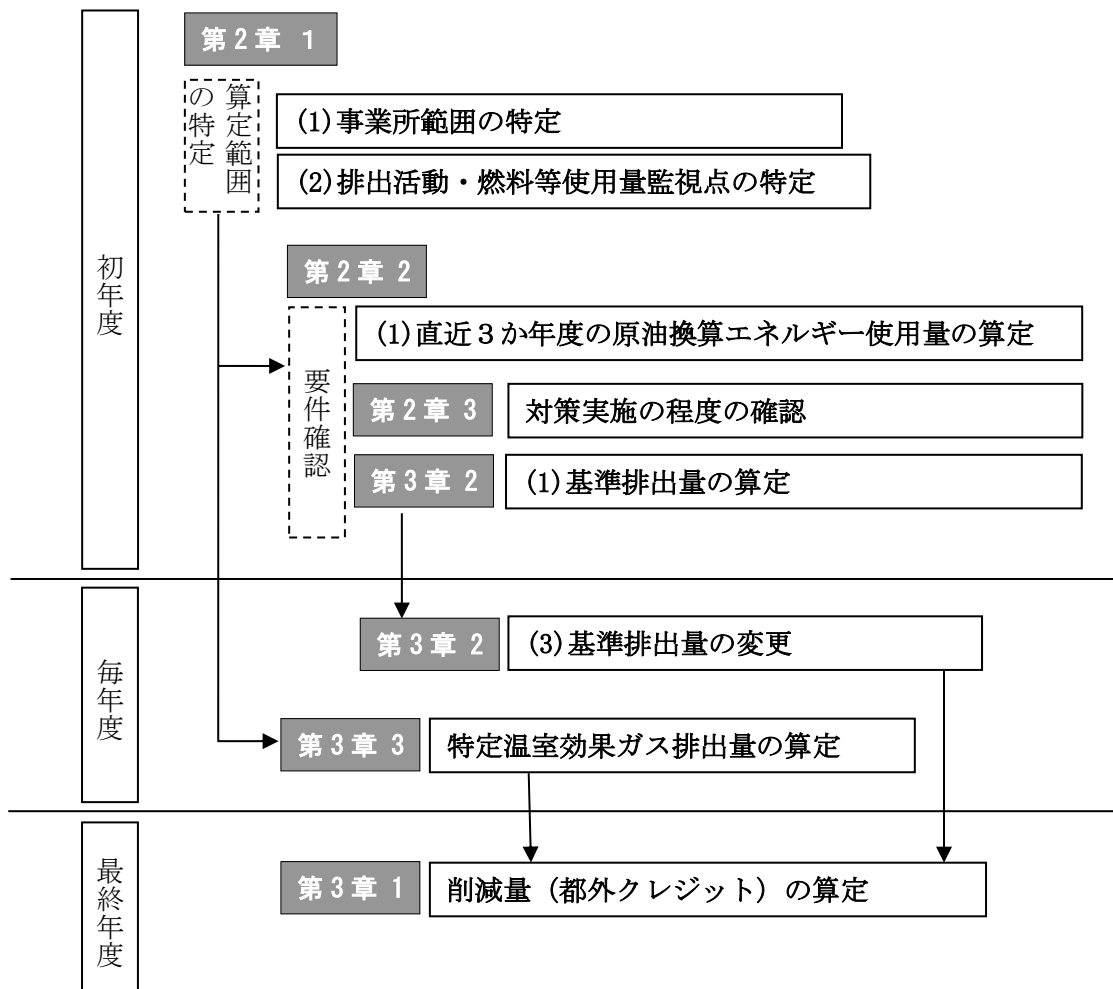 初年度
第2章 1
算定範囲
の特定
(1)事業所範囲の特定
(2)排出活動・燃料等使用量監視点の特定
第2章 2
要件確認
(1)直近3か年度の原油換算エネルギー使用量の算定
第2章 3
対策実施の程度の確認
第3章 2
(1)基準排出量の算定
毎年度
第3章 2
(3)基準排出量の変更
第3章 3
特定温室効果ガス排出量の算定
最終年度
第3章 1
削減量(都外クレジット)の算定